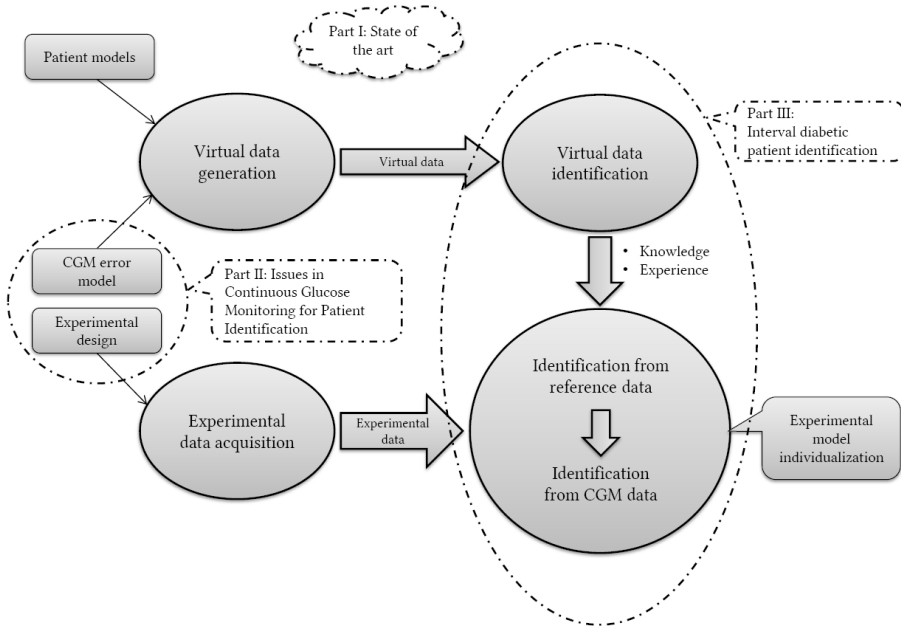 Part I: State of
the art
Patient models
Virtual data
generation
Virtual data
Virtual data
identification
Part III:
Interval diabetic
patient identification
CGM error
model
Part II: Issues in
Continuous Glucose
Monitoring for Patient
Identification
• Knowledge
• Experience
Experimental
design
Experimental
data acquisition
Experimental
data
Identification from
reference data
Identification
from CGM data
Experimental
model
individualization